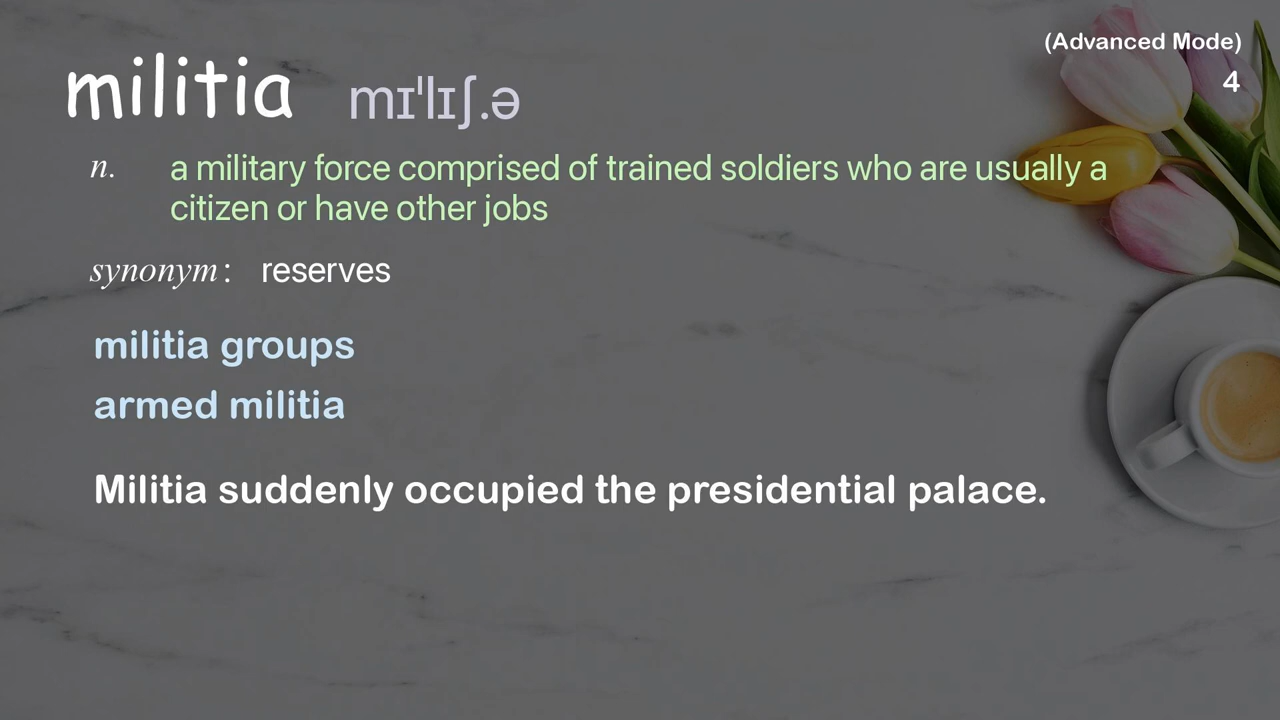 (Advanced Mode)
4
militia mɪˈlɪʃ.ə
n. a military force comprised of trained soldiers who are usually a
citizen or have other jobs
synonym: reserves
militia groups
armed militia
Militia suddenly occupied the presidential palace.